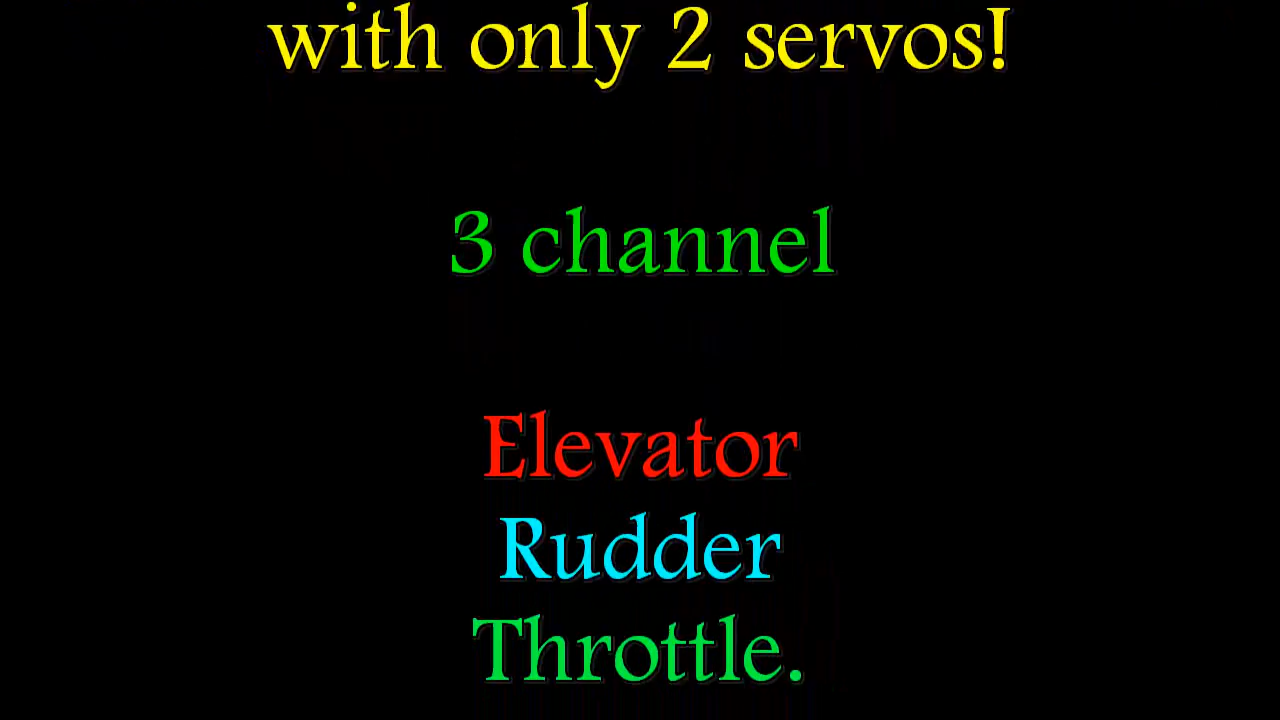 with only 2 servos!
3 channel
Elevator
Rudder
Throttle.